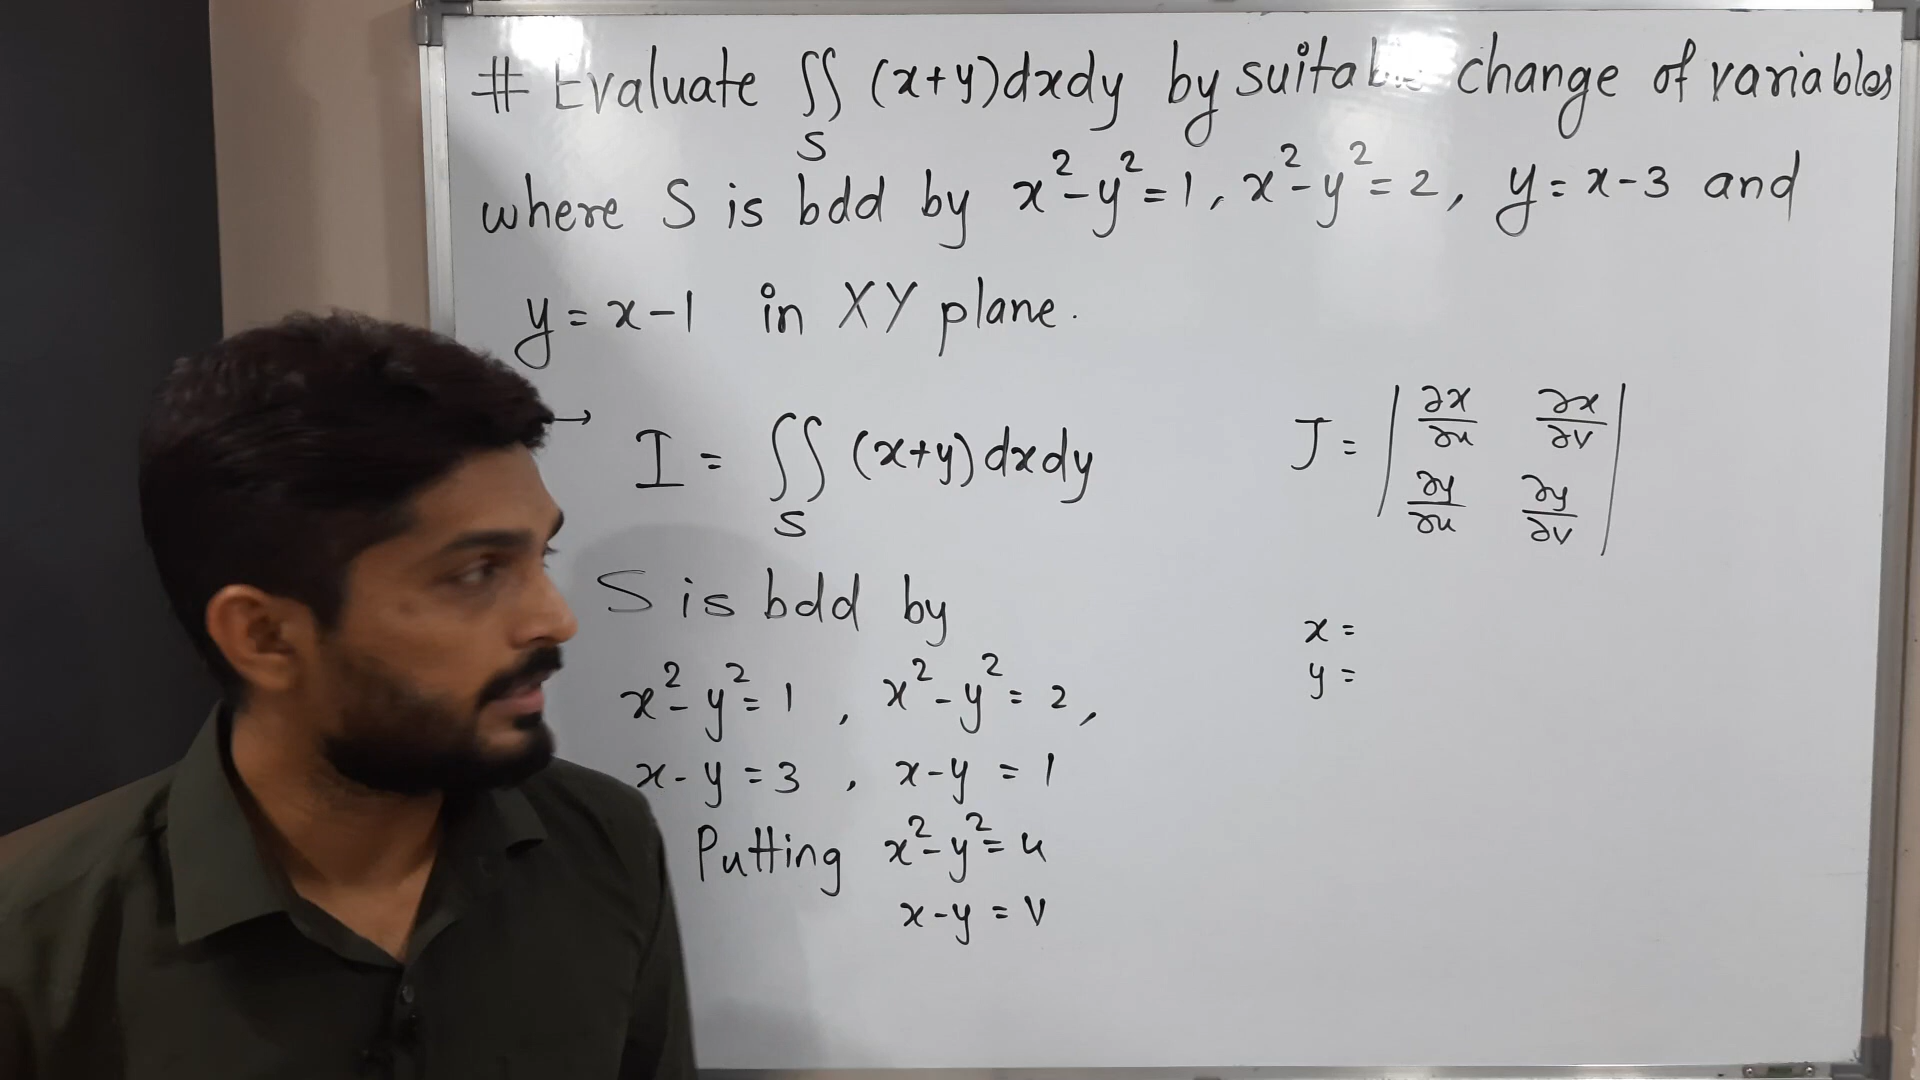 # Evaluate ∬_S (x+y)dxdy by change of variables
where S is bdd by x²-y²=1, x²-y²=2, y=x-3 and
y=x-1 in XY plane.
→ I = ∬_S (x+y)dxdy
S is bdd by
x²-y²=1, x²-y²=2,
x-y=3, x-y=1
Putting x²-y²=u
x-y=v
J = | ∂x/∂u ∂x/∂v |
| ∂y/∂u ∂y/∂v |
x =
y =